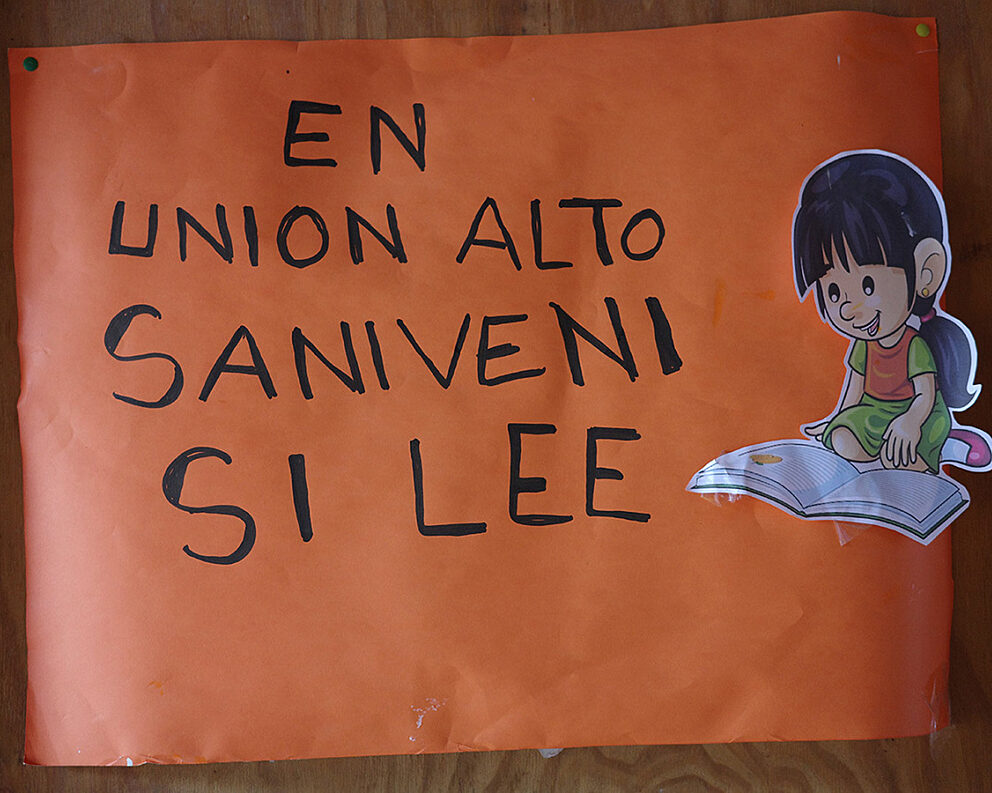 EN
UNION ALTO
SANIVENI
SI LEE